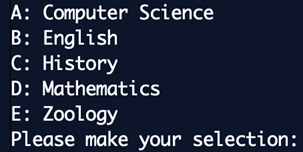 A: Computer Science
B: English
C: History
D: Mathematics
E: Zoology
Please make your selection: